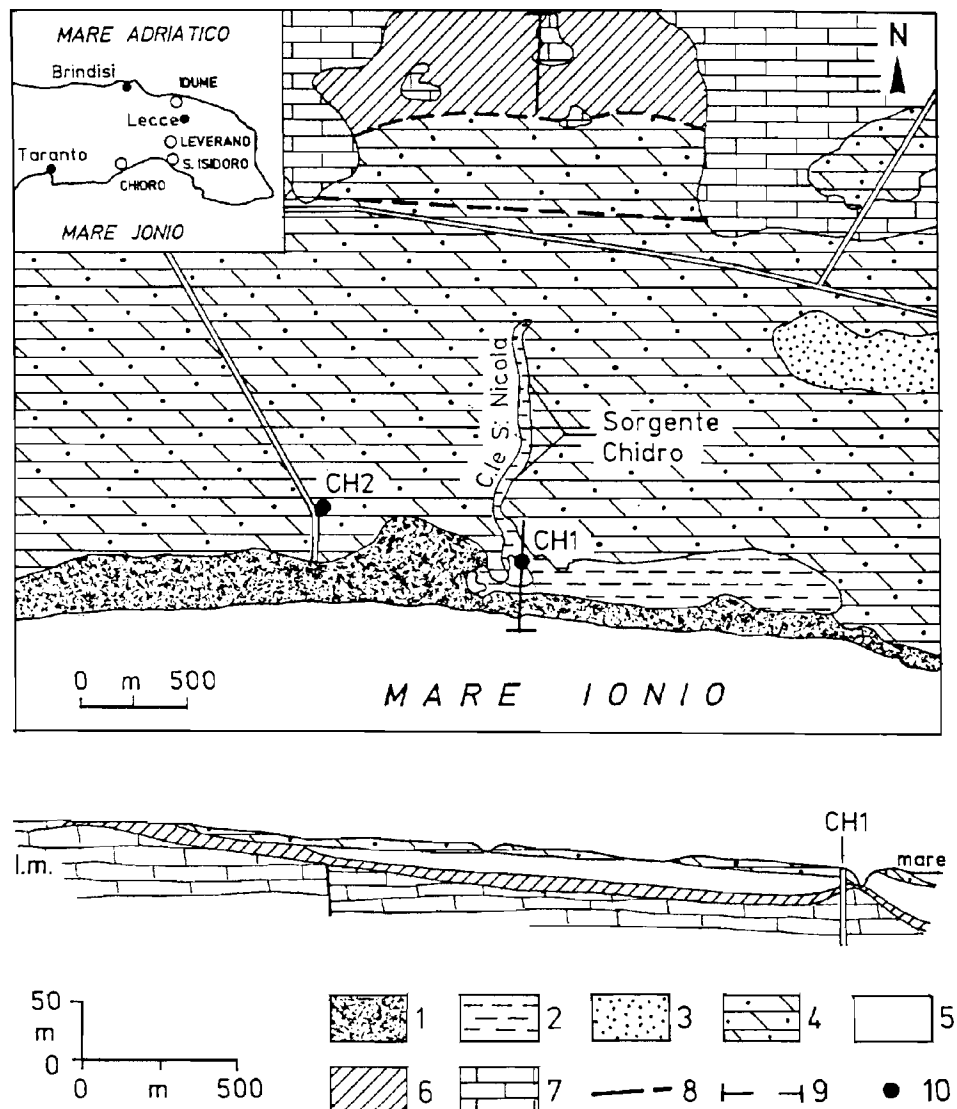 MARE ADRIATICO
Brindisi
IDUME
Lecce
LEVERANO
Taranto
S. ISIDORO
CHIDRO
MARE JONIO
N
Cle S. Nicola
Sorgente
Chidro
CH2
CH1
0 m 500
MARE IONIO
CH1
l.m.
mare
50
m
0
0 m 500
1
2
3
4
5
6
7
8
9
10